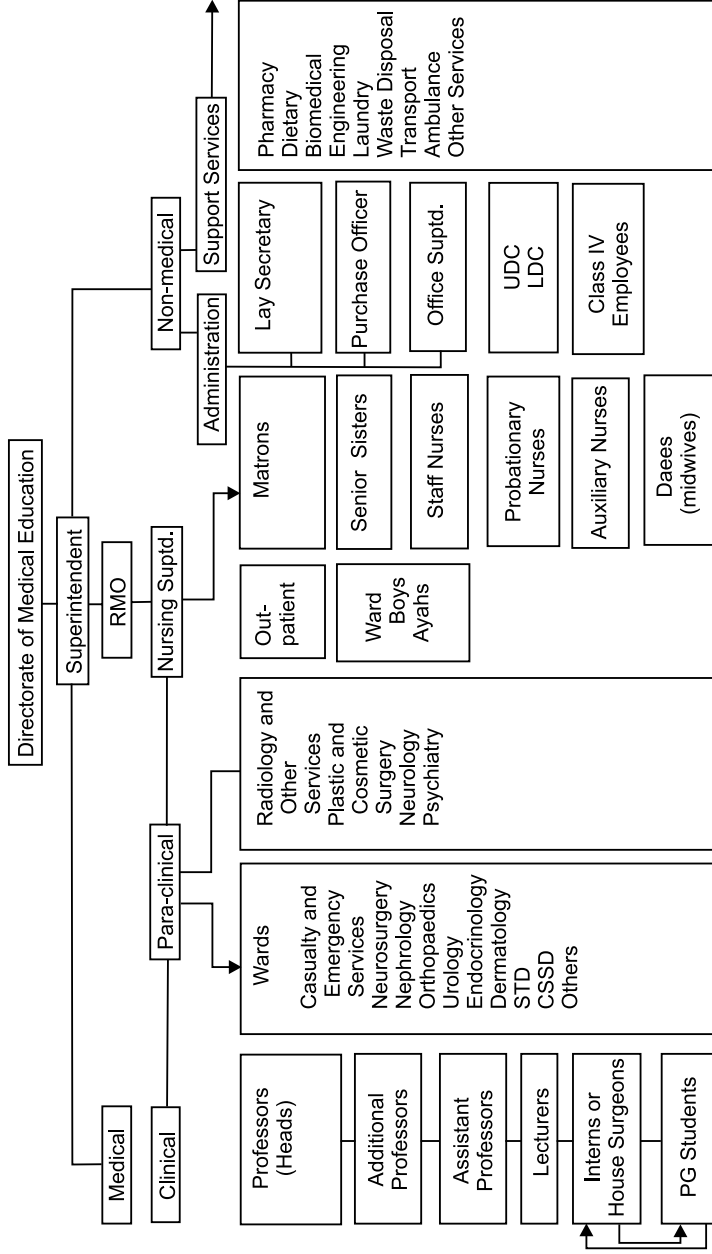 Directorate of Medical Education
Superintendent
Medical
RMO
Non-medical
Clinical
Para-clinical
Nursing Suptd.
Administration
Support Services
Professors
(Heads)
Additional
Professors
Assistant
Professors
Lecturers
Interns or
House Surgeons
PG Students
Wards
Casualty and
Emergency
Services
Neurosurgery
Nephrology
Orthopaedics
Urology
Endocrinology
Dermatology
STD
CSSD
Others
Radiology and
Other
Services
Plastic and
Cosmetic
Surgery
Neurology
Psychiatry
Out-
patient
Ward
Boys
Ayahs
Matrons
Senior Sisters
Staff Nurses
Probationary
Nurses
Auxiliary Nurses
Daees
(midwives)
Lay Secretary
Purchase Officer
Office Suptd.
UDC
LDC
Class IV
Employees
Pharmacy
Dietary
Biomedical
Engineering
Laundry
Waste Disposal
Transport
Ambulance
Other Services